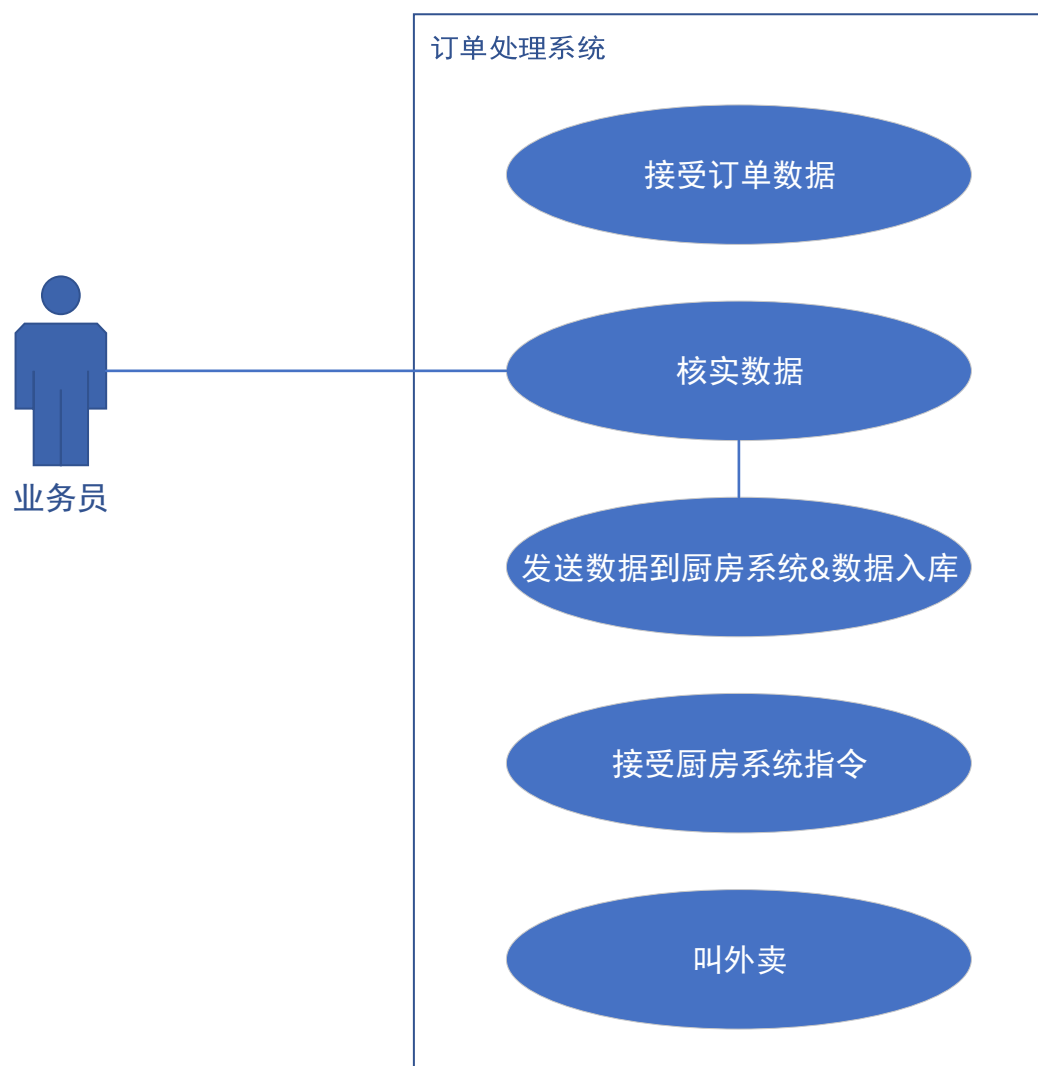 订单处理系统
接受订单数据
核实数据
业务员
发送数据到厨房系统&数据入库
接受厨房系统指令
叫外卖